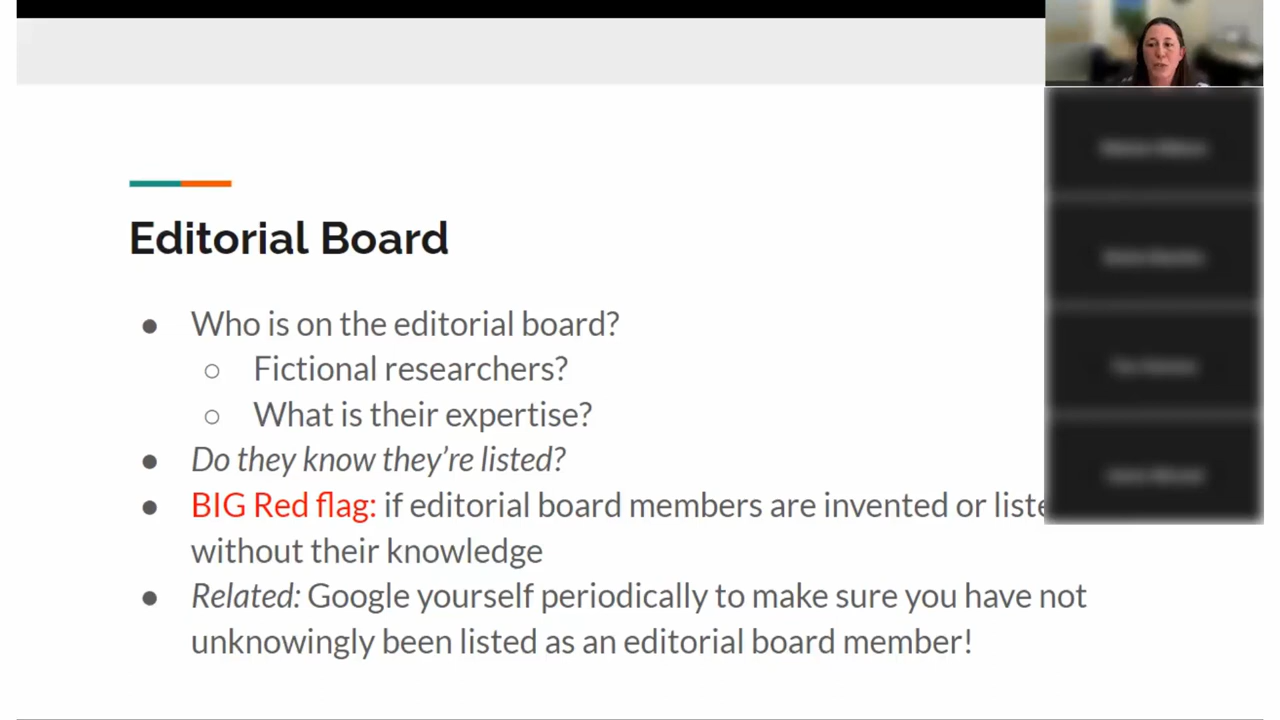 Editorial Board
● Who is on the editorial board?
○ Fictional researchers?
○ What is their expertise?
● Do they know they're listed?
● BIG Red flag: if editorial board members are invented or liste
without their knowledge
● Related: Google yourself periodically to make sure you have not
unknowingly been listed as an editorial board member!